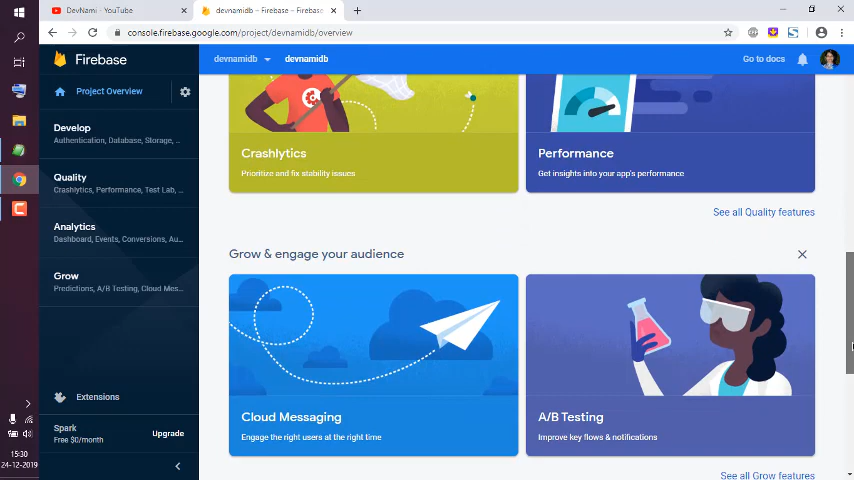 DevNami - YouTube
devnamidb – Firebase – Firebase
console.firebase.google.com/project/devnamidb/overview
Firebase
devnamidb
devnamidb
Go to docs
Project Overview
Develop
Authentication, Database, Storage, ...
Quality
Crashlytics, Performance, Test Lab, ...
Analytics
Dashboard, Events, Conversions, Au...
Grow
Predictions, A/B Testing, Cloud Mes...
Extensions
Spark
Free $0/month
Upgrade
Crashlytics
Prioritize and fix stability issues
Performance
Get insights into your app's performance
See all Quality features
Grow & engage your audience
Cloud Messaging
Engage the right users at the right time
A/B Testing
Improve key flows & notifications
See all Grow features
15:30
24-12-2019